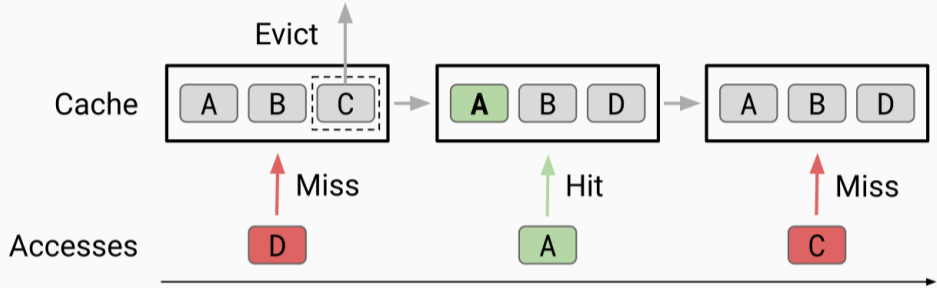 Evict
Cache A B C A B D A B D
Miss Hit Miss
Accesses D A C